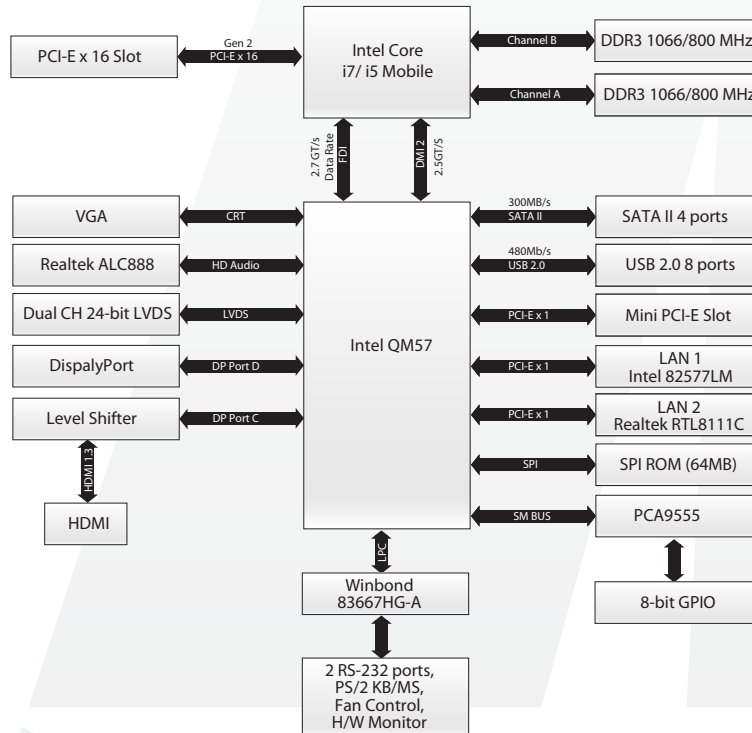 PCI-E x 16 Slot
Gen 2
PCI-E x 16
Intel Core
i7/ i5 Mobile
Channel B
DDR3 1066/800 MHz
Channel A
DDR3 1066/800 MHz
2.7 GT/s
Data Rate
FDI
DMI 2
2.5GT/S
VGA
CRT
Realtek ALC888
HD Audio
Dual CH 24-bit LVDS
LVDS
DispalyPort
DP Port D
Level Shifter
DP Port C
HDMI 1.3
HDMI
Intel QM57
300MB/s
SATA II
SATA II 4 ports
480Mb/s
USB 2.0
USB 2.0 8 ports
PCI-E x 1
Mini PCI-E Slot
PCI-E x 1
LAN 1
Intel 82577LM
PCI-E x 1
LAN 2
Realtek RTL8111C
SPI
SPI ROM (64MB)
SM BUS
PCA9555
8-bit GPIO
LPC
Winbond
83667HG-A
2 RS-232 ports,
PS/2 KB/MS,
Fan Control,
H/W Monitor